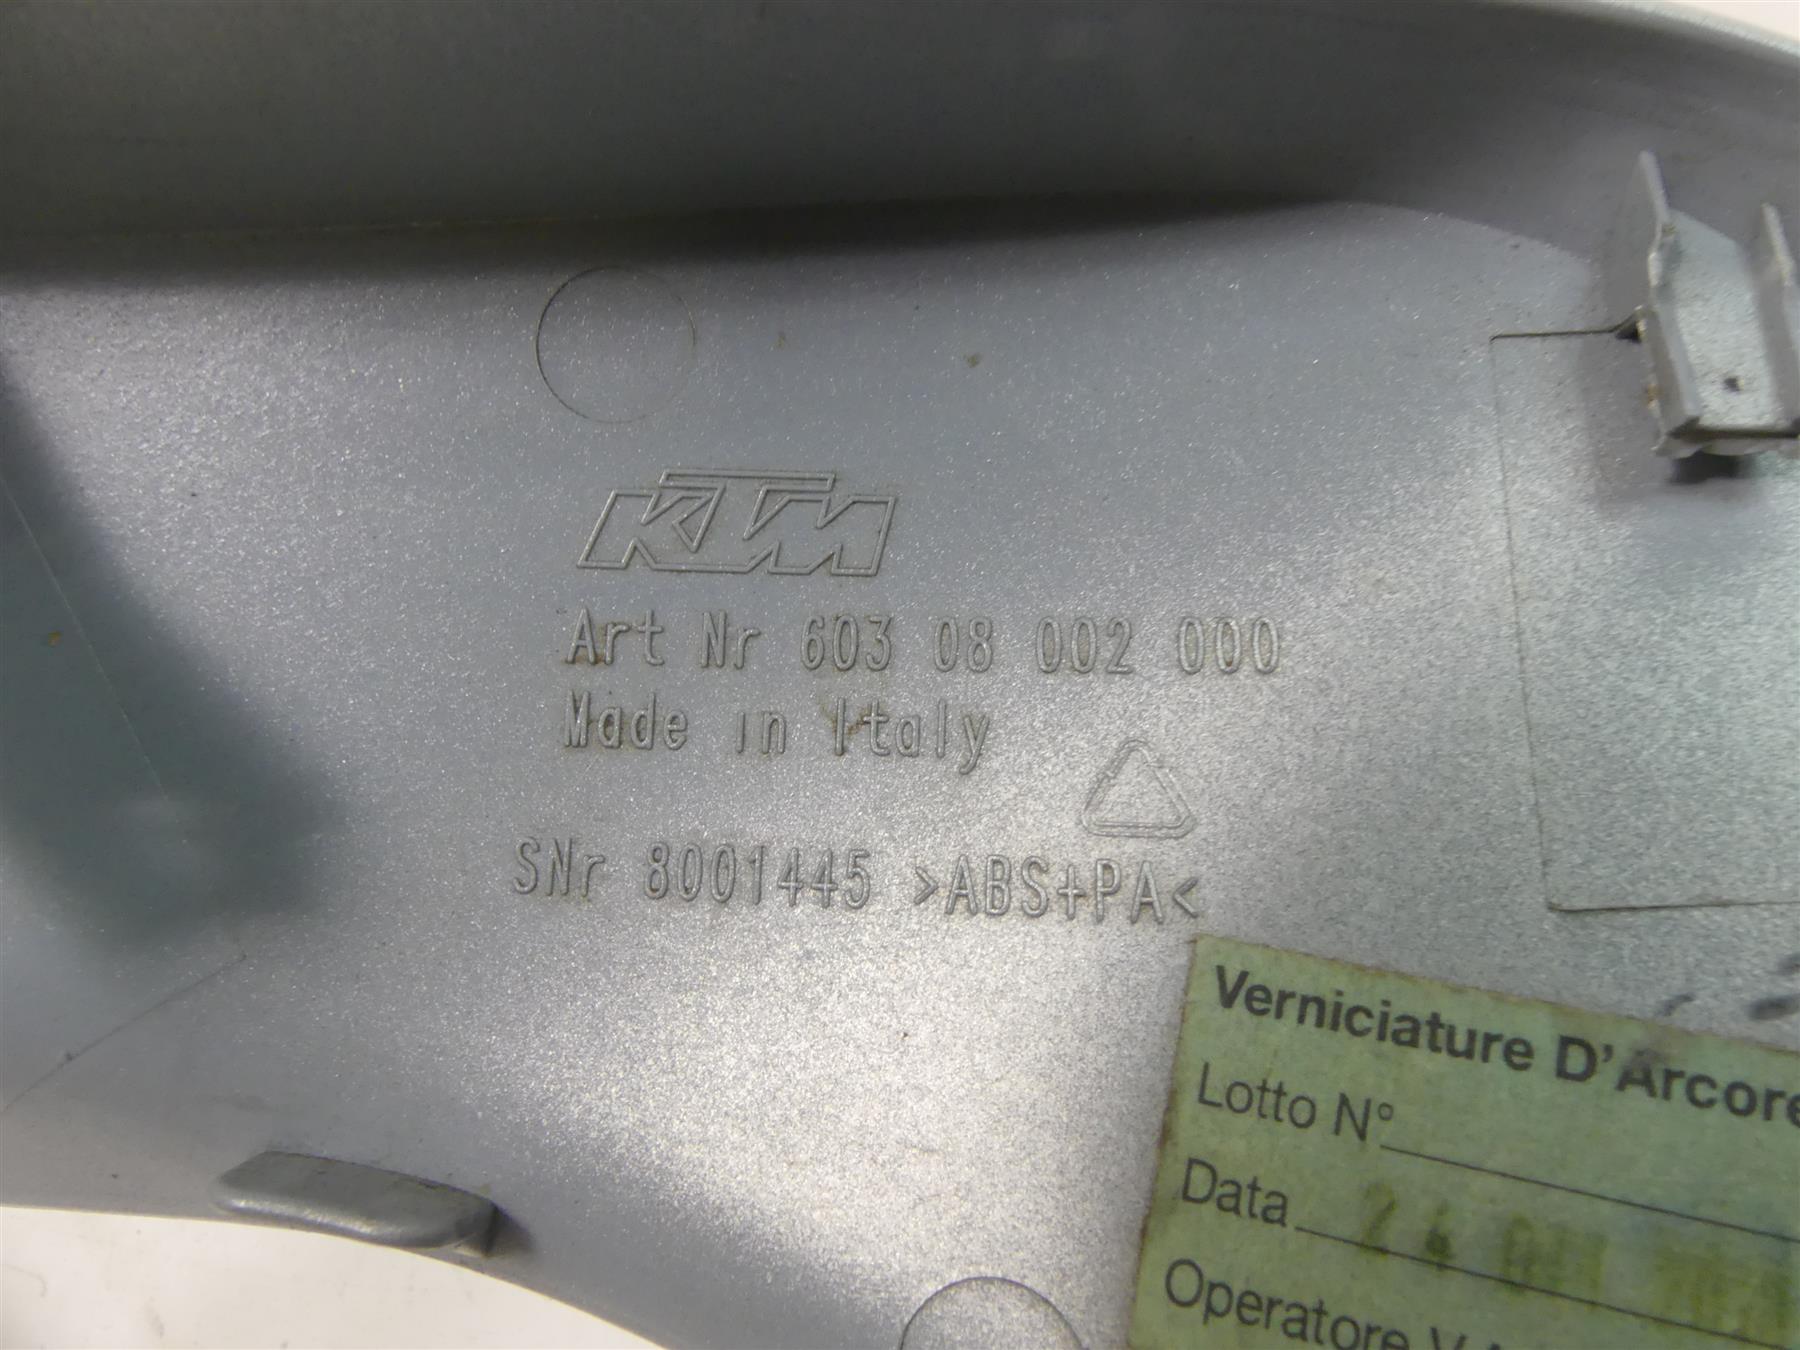 KTM
Art Nr 603 08 002 000
Made in Italy
SNr 8001445 >ABS+PA<
Verniciature D'Arcore
Lotto N°
Data 24
Operatore